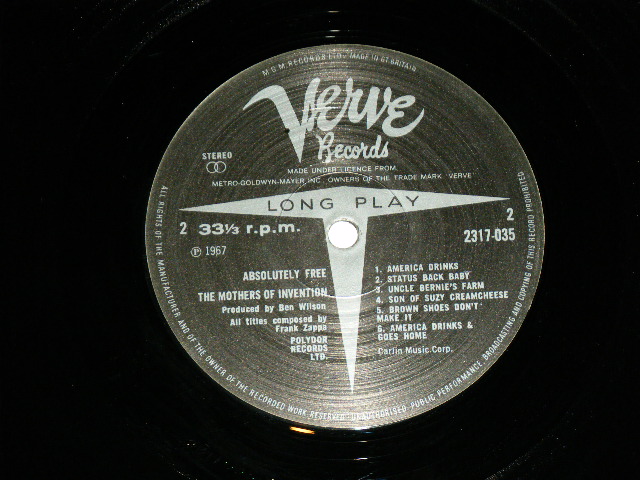 M.G.M. RECORDS LTD., MADE IN GT BRITAIN
Verve
Records
STEREO
MADE UNDER LICENCE FROM
METRO-GOLDWYN-MAYER INC. OWNERS OF THE TRADE MARK 'VERVE'
LONG PLAY
2 33⅓ r.p.m.
2
2317-035
℗ 1967
ABSOLUTELY FREE
THE MOTHERS OF INVENTION
Produced by Ben Wilson
All titles composed by
Frank Zappa
POLYDOR
RECORDS
LTD.
1. AMERICA DRINKS
2. STATUS BACK BABY
3. UNCLE BERNIE'S FARM
4. SON OF SUZY CREAMCHEESE
5. BROWN SHOES DON'T
MAKE IT
6. AMERICA DRINKS &
GOES HOME
Carlin Music Corp.
ALL RIGHTS OF THE MANUFACTURER AND OF THE OWNER OF THE RECORDED WORK RESERVED UNAUTHORISED PUBLIC PERFORMANCE BROADCASTING AND COPYING OF THIS RECORD PROHIBITED